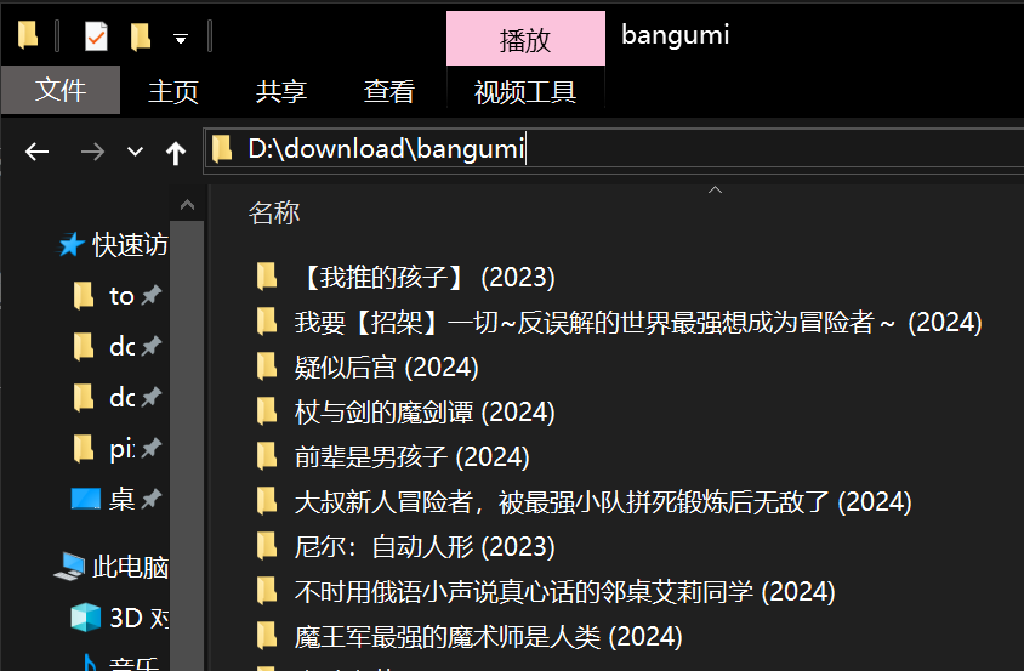 播放
bangumi
文件 主页 共享 查看 视频工具
D:\download\bangumi
名称
快速访
to
dc
dc
pi
桌
此电脑
3D 对
音乐
【我推的孩子】 (2023)
我要【招架】一切~反误解的世界最强想成为冒险者～ (2024)
疑似后宫 (2024)
杖与剑的魔剑谭 (2024)
前辈是男孩子 (2024)
大叔新人冒险者，被最强小队拼死锻炼后无敌了 (2024)
尼尔：自动人形 (2023)
不时用俄语小声说真心话的邻桌艾莉同学 (2024)
魔王军最强的魔术师是人类 (2024)